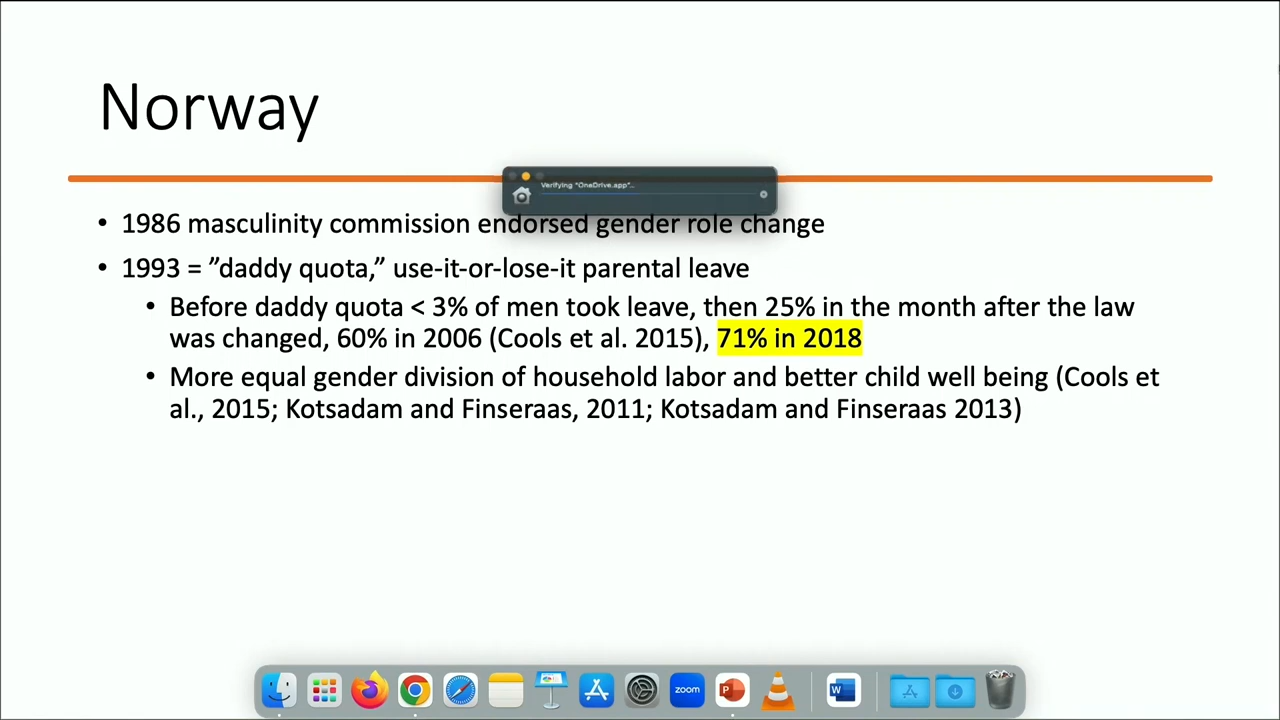 Norway
Verifying "OneDrive.app"...
• 1986 masculinity commission endorsed gender role change
• 1993 = ”daddy quota,” use-it-or-lose-it parental leave
• Before daddy quota < 3% of men took leave, then 25% in the month after the law
was changed, 60% in 2006 (Cools et al. 2015), 71% in 2018
• More equal gender division of household labor and better child well being (Cools et
al., 2015; Kotsadam and Finseraas, 2011; Kotsadam and Finseraas 2013)
zoom
P
W